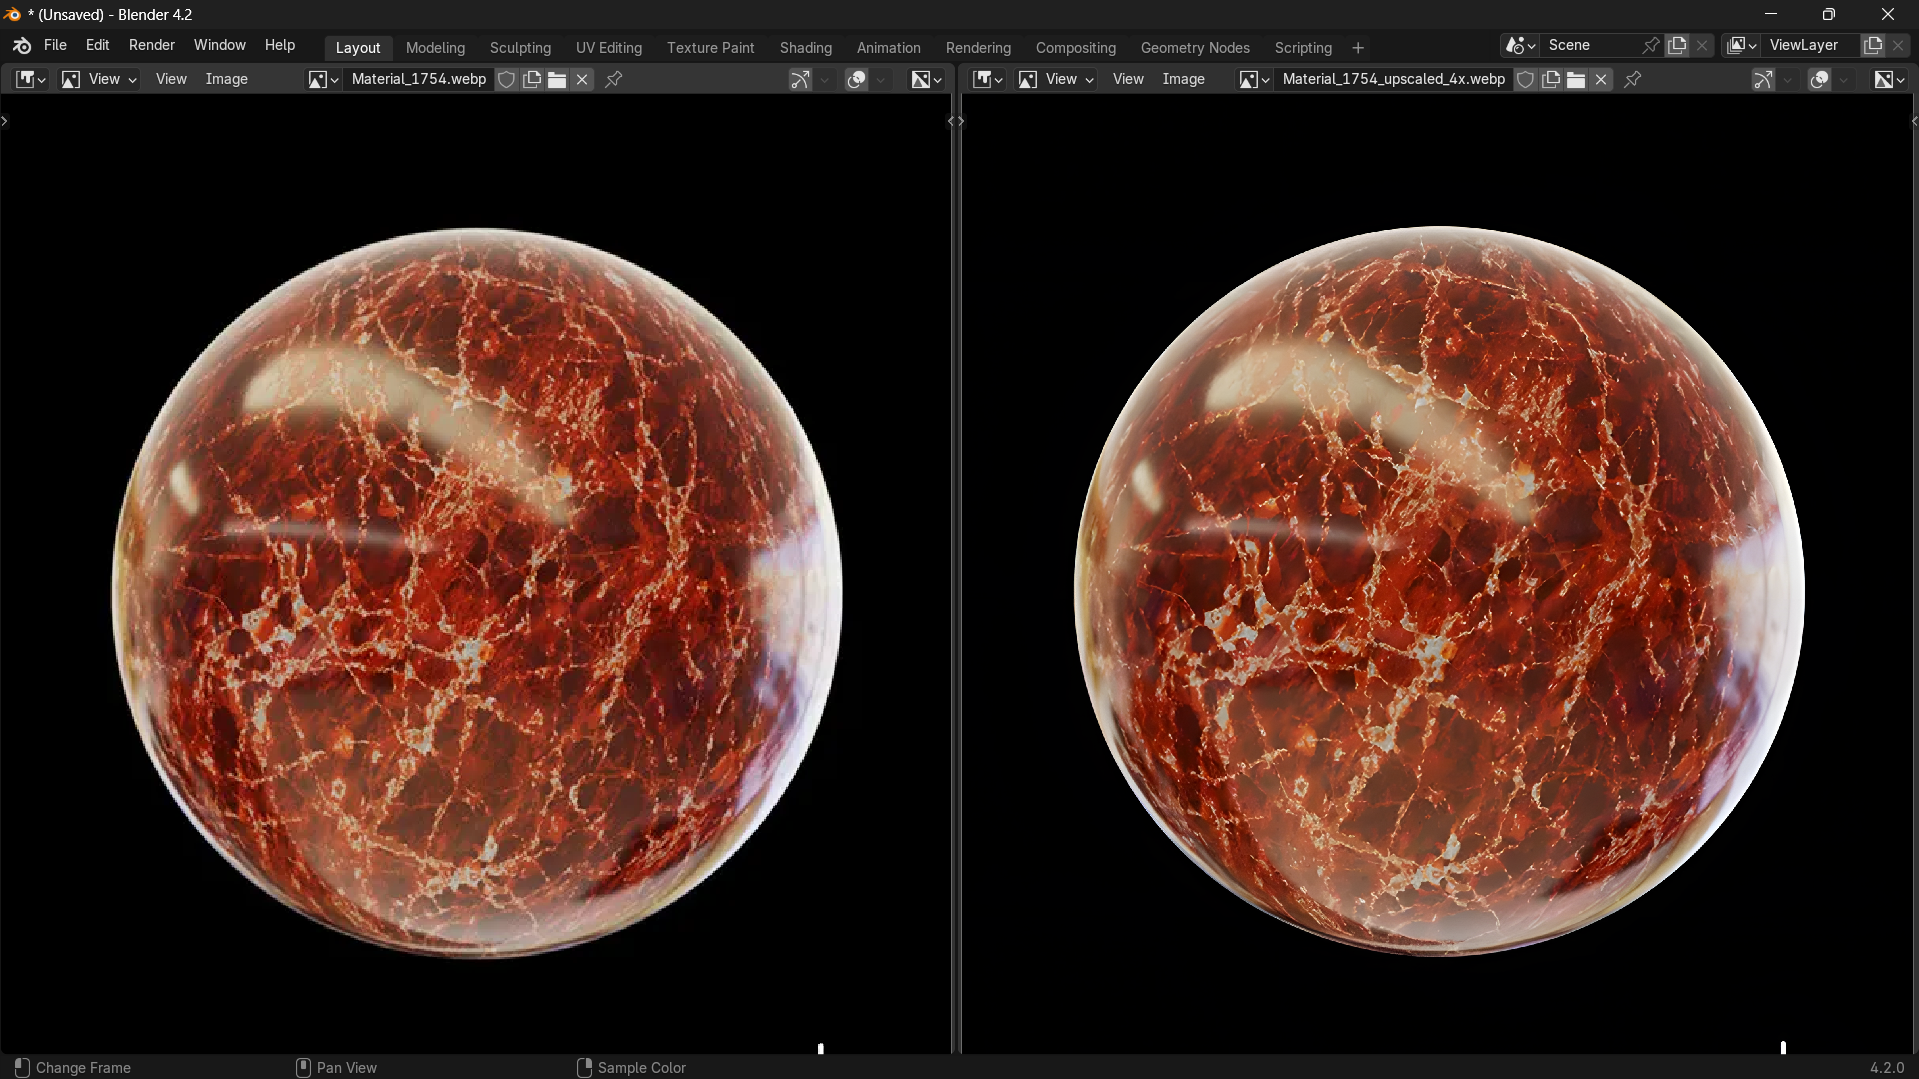 * (Unsaved) - Blender 4.2
File Edit Render Window Help Layout Modeling Sculpting UV Editing Texture Paint Shading Animation Rendering Compositing Geometry Nodes Scripting + Scene ViewLayer
View View Image Material_1754.webp View View Image Material_1754_upscaled_4x.webp
Change Frame Pan View Sample Color 4.2.0